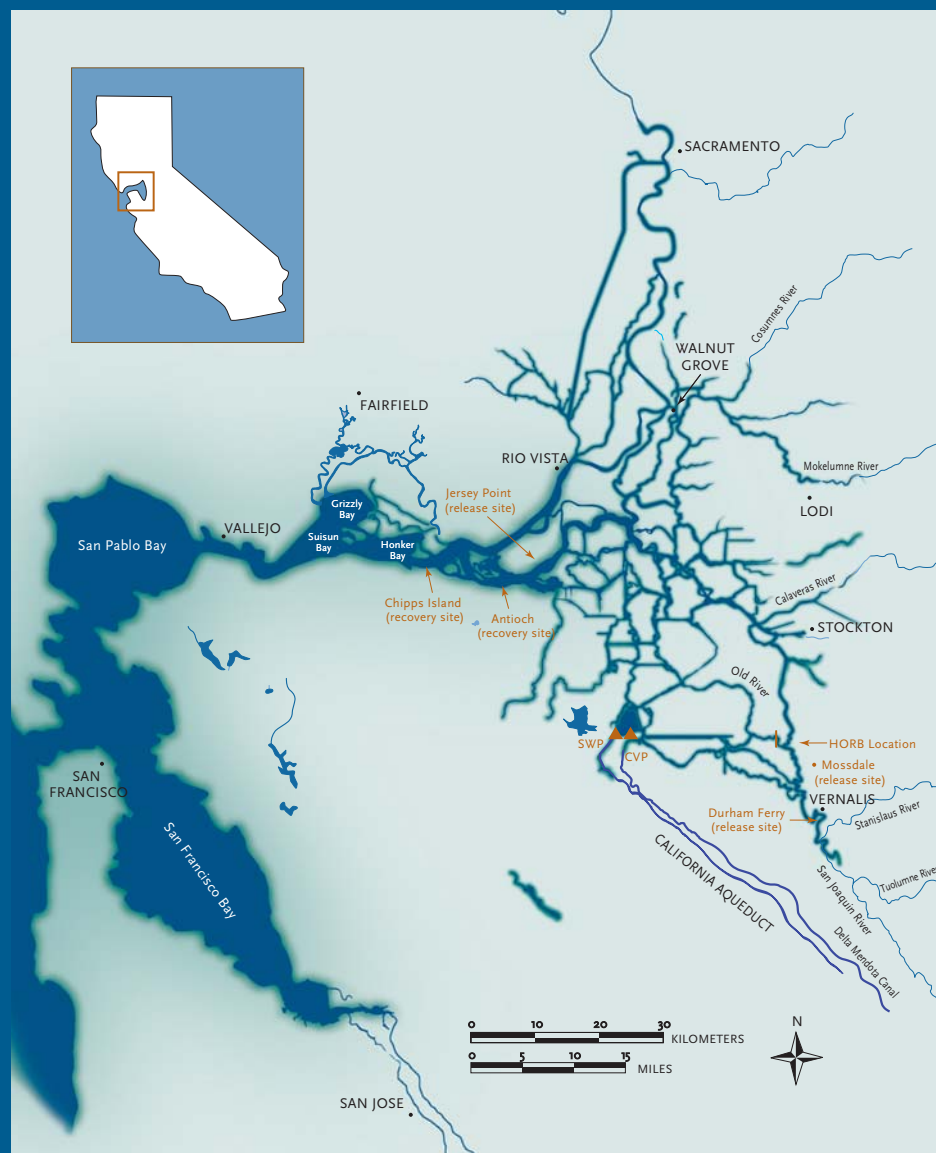 SACRAMENTO
Cosumnes River
WALNUT
GROVE
FAIRFIELD
RIO VISTA
Mokelumne River
LODI
Jersey Point
(release site)
Grizzly
Bay
VALLEJO
Suisun
Bay
Honker
Bay
San Pablo Bay
Chipps Island
(recovery site)
Antioch
(recovery site)
Calaveras River
STOCKTON
Old River
SWP
CVP
HORB Location
Mossdale
(release site)
SAN
FRANCISCO
VERNALIS
Durham Ferry
(release site)
Stanislaus River
San Francisco Bay
CALIFORNIA AQUEDUCT
San Joaquin River
Tuolumne River
Delta Mendota Canal
0 10 20 30
KILOMETERS
0 5 10 15
MILES
N
SAN JOSE